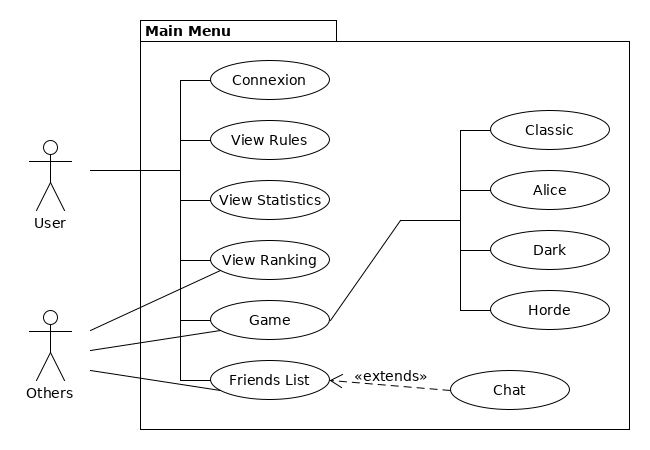 Main Menu
Connexion
View Rules
View Statistics
View Ranking
Game
Friends List
Classic
Alice
Dark
Horde
«extends»
Chat
User
Others